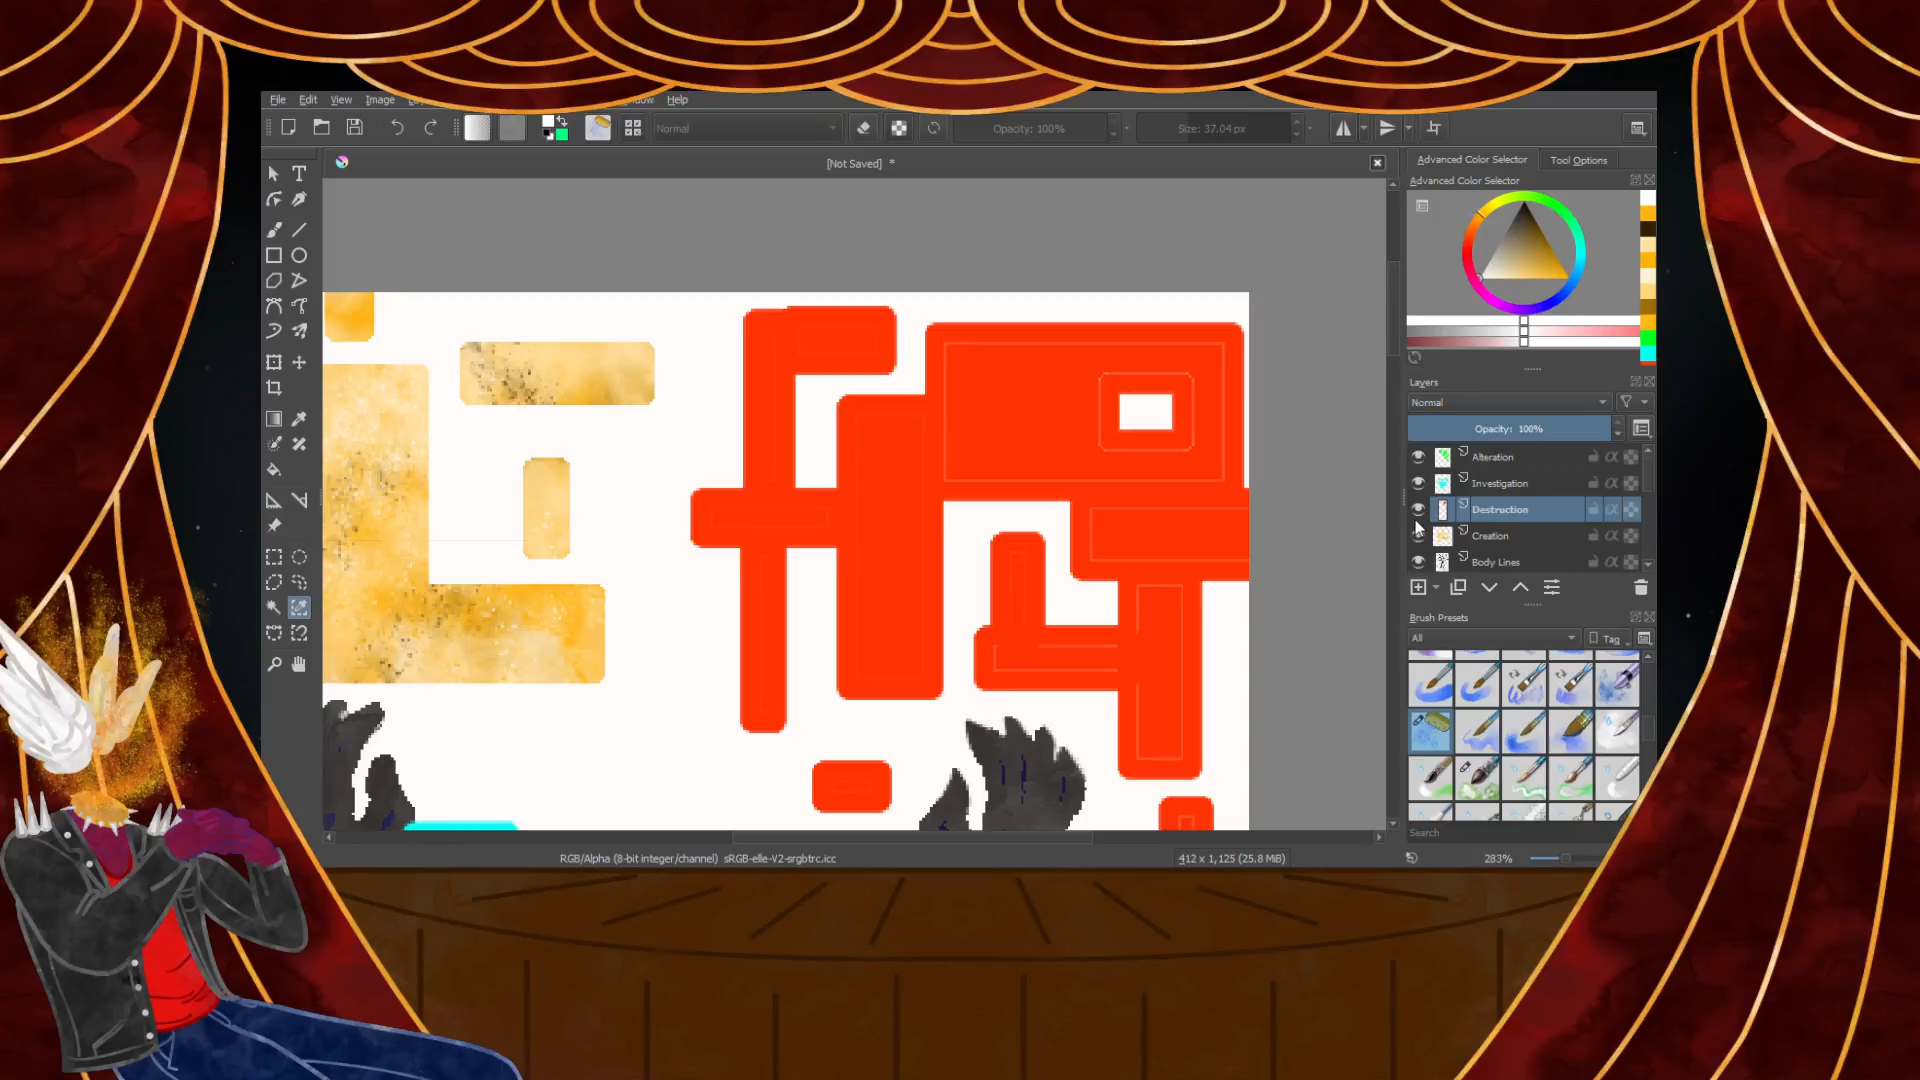 File Edit View Image Help
Normal
Opacity: 100%
Size: 37.04 px
[Not Saved] *
Advanced Color Selector
Tool Options
Advanced Color Selector
Layers
Normal
Opacity: 100%
Alteration
Investigation
Destruction
Creation
Body Lines
Brush Presets
All
Tag
Search
RGB/Alpha (8-bit integer/channel) sRGB-elle-V2-srgbtrc.icc
412 x 1,125 (25.8 MiB)
283%